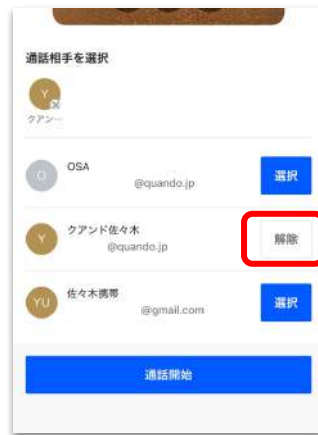 通話相手を選択
Y
クアン…
O
OSA
@quando.jp
選択
Y
クアンド佐々木
@quando.jp
解除
YU
佐々木携帯
@gmail.com
選択
通話開始